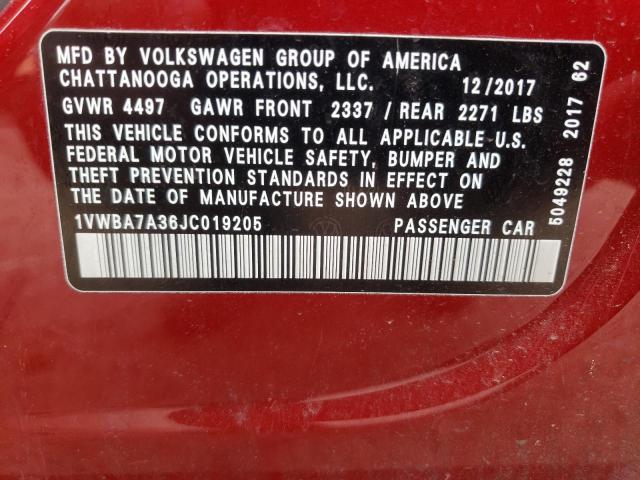 MFD BY VOLKSWAGEN GROUP OF AMERICA
CHATTANOOGA OPERATIONS, LLC. 12/2017
GVWR 4497 GAWR FRONT 2337 / REAR 2271 LBS
THIS VEHICLE CONFORMS TO ALL APPLICABLE U.S.
FEDERAL MOTOR VEHICLE SAFETY, BUMPER AND
THEFT PREVENTION STANDARDS IN EFFECT ON
THE DATE OF MANUFACTURE SHOWN ABOVE
1VWBA7A36JC019205 PASSENGER CAR
5049228 2017 62